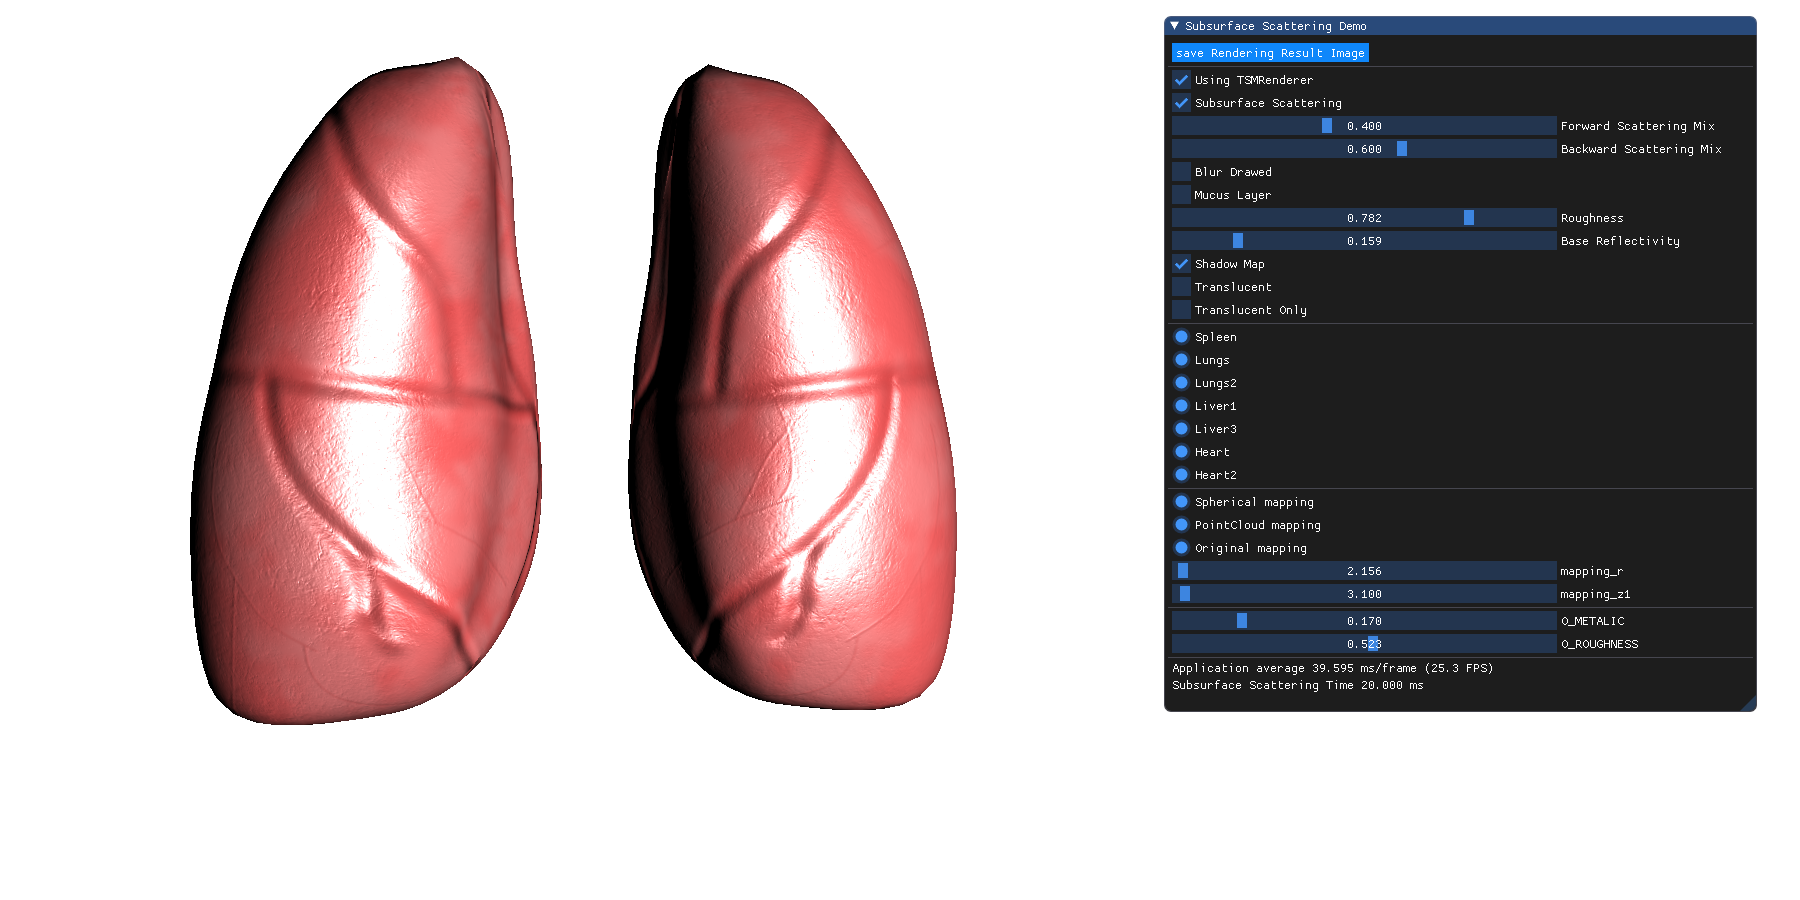 Subsurface Scattering Demo
save Rendering Result Image
Using TSMRenderer
Subsurface Scattering
0.400 Forward Scattering Mix
0.600 Backward Scattering Mix
Blur Drawed
Mucus Layer
0.782 Roughness
0.159 Base Reflectivity
Shadow Map
Translucent
Translucent Only
Spleen
Lungs
Lungs2
Liver1
Liver3
Heart
Heart2
Spherical mapping
PointCloud mapping
Original mapping
2.156 mapping_r
3.100 mapping_z1
0.170 O_METALIC
0.523 O_ROUGHNESS
Application average 39.595 ms/frame (25.3 FPS)
Subsurface Scattering Time 20.000 ms